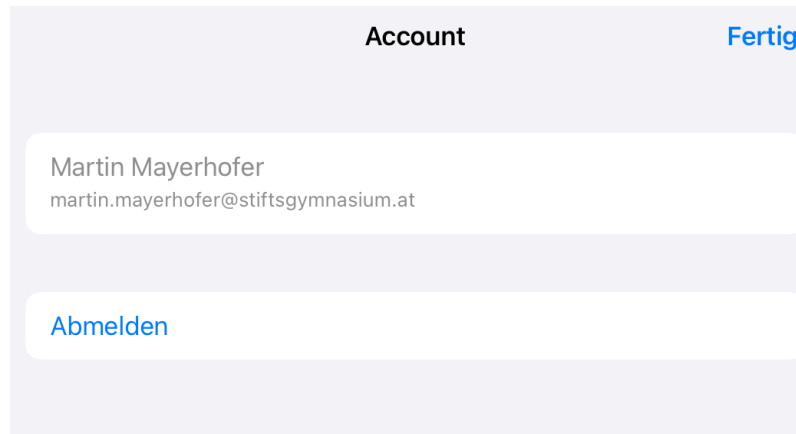 Account
Fertig
Martin Mayerhofer
martin.mayerhofer@stiftsgymnasium.at
Abmelden